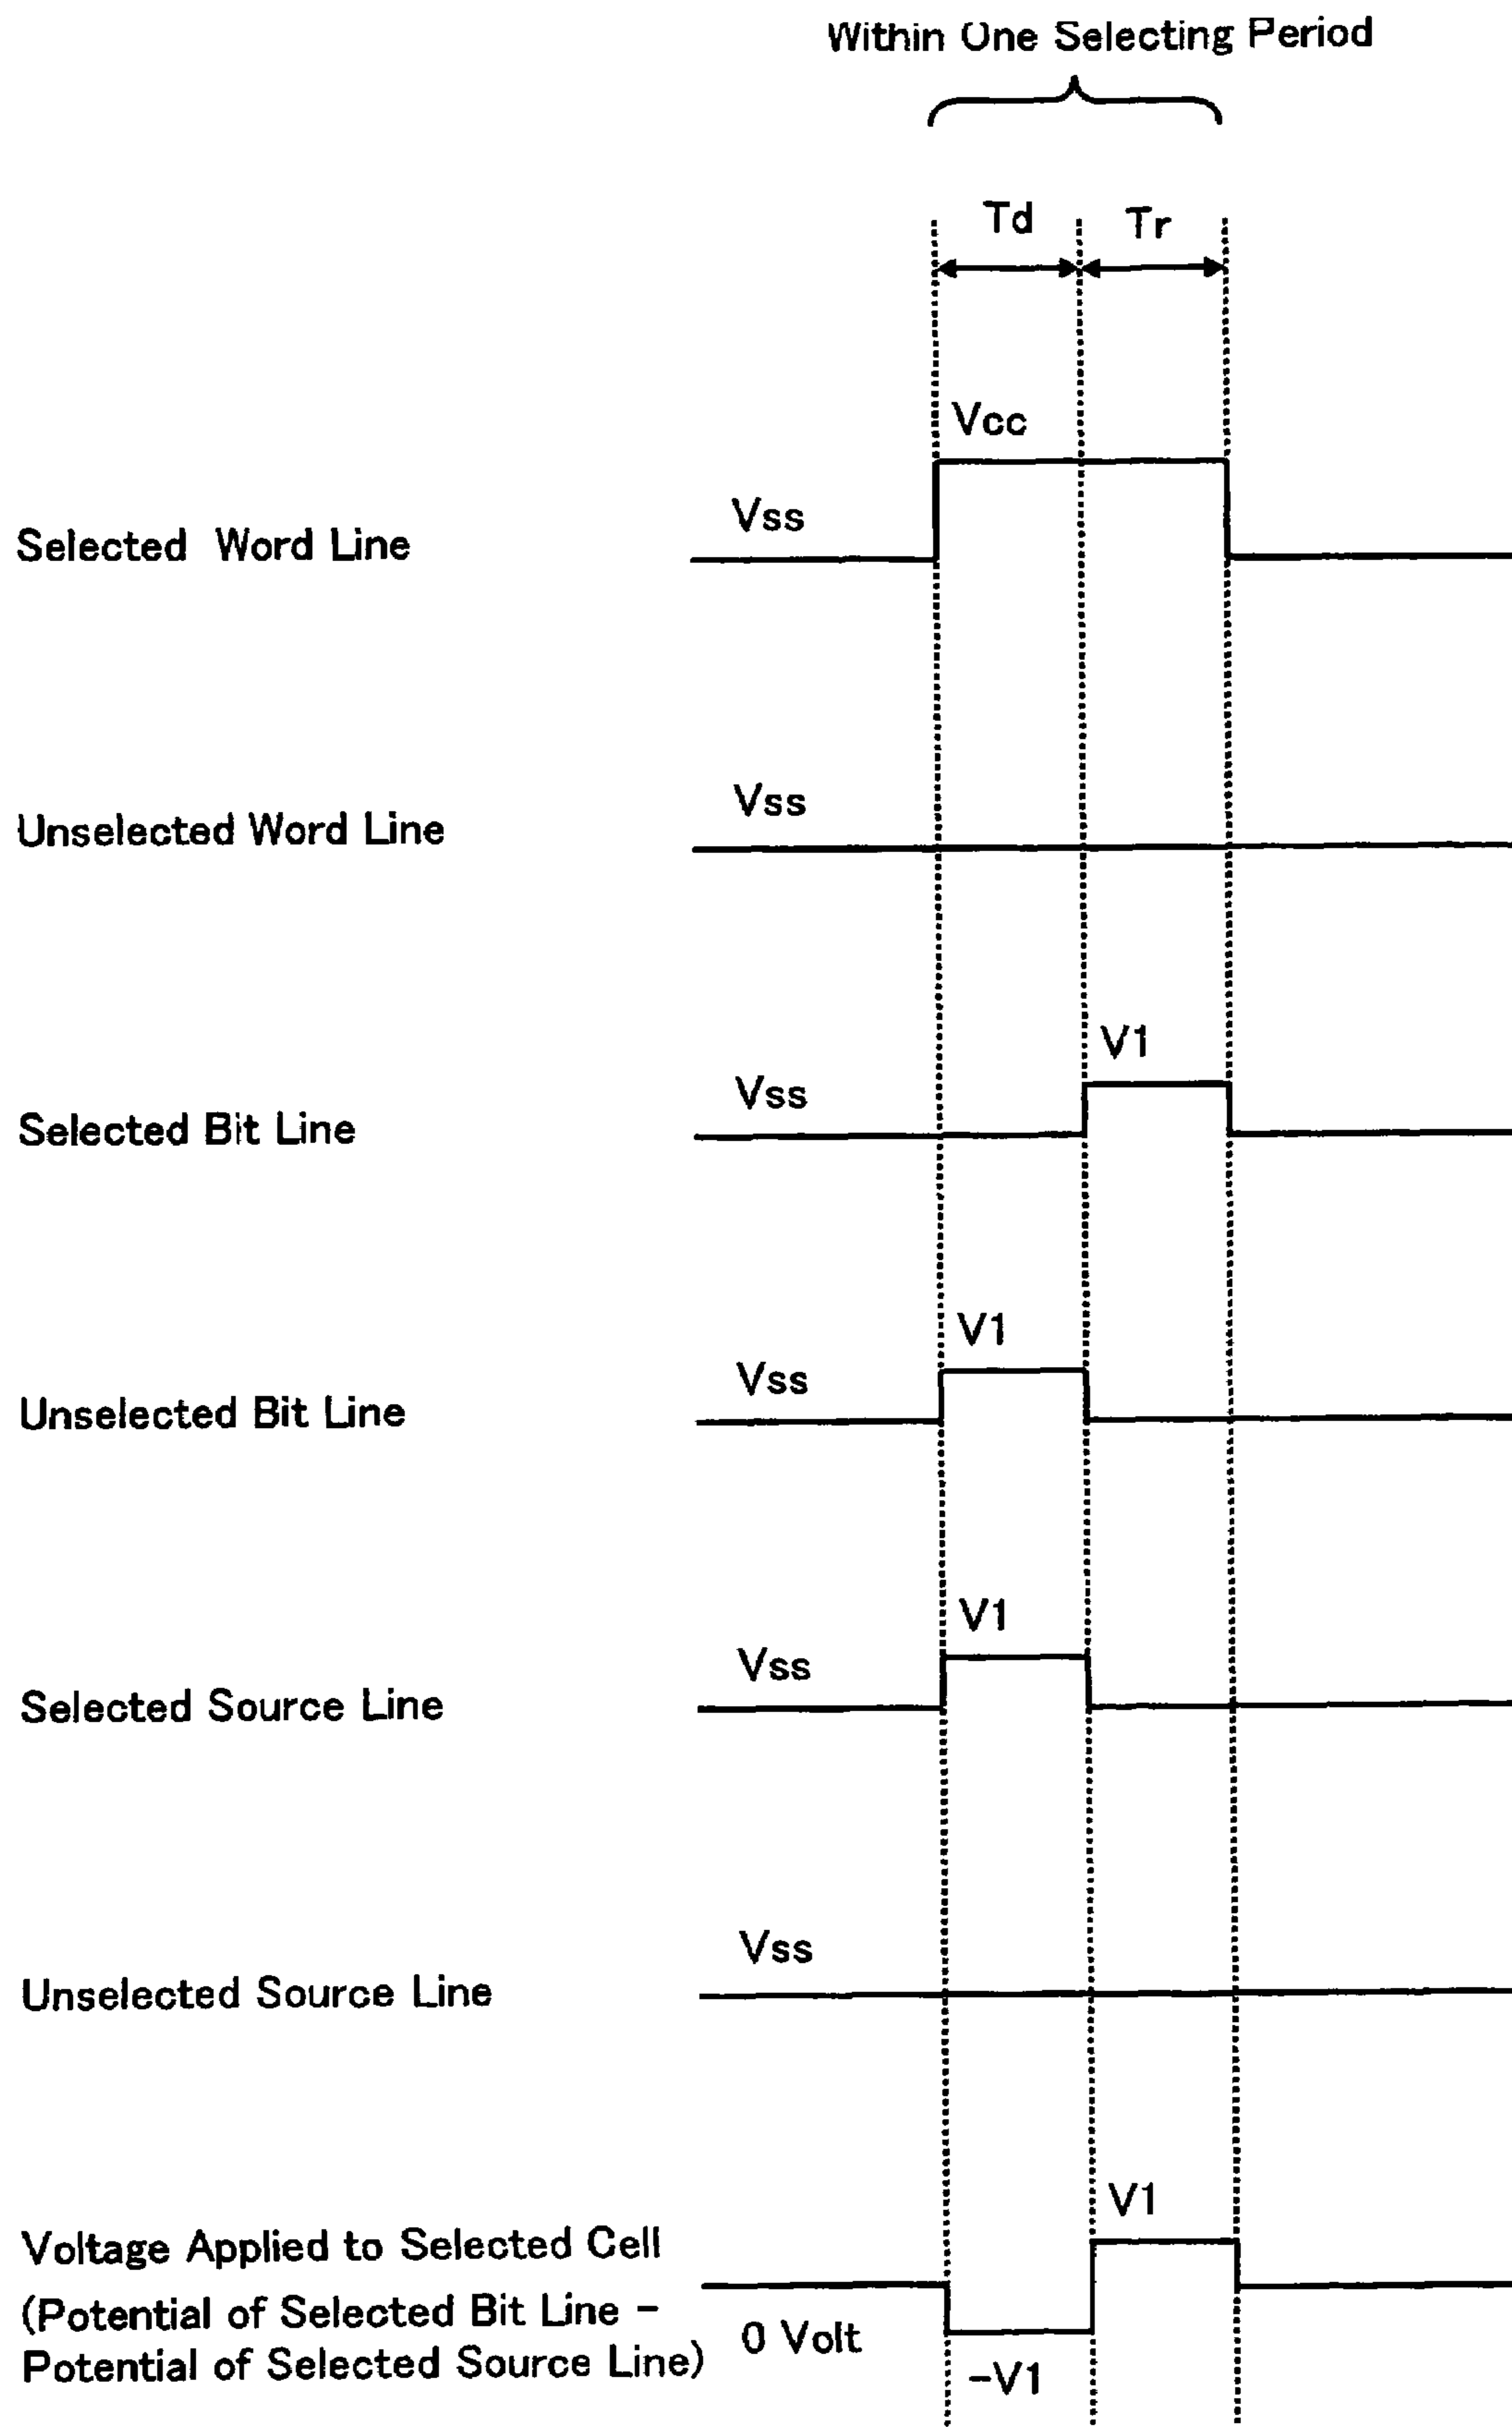 Within One Selecting Period
Td Tr
Vcc
Vss
Selected Word Line
Vss
Unselected Word Line
V1
Vss
Selected Bit Line
V1
Vss
Unselected Bit Line
V1
Vss
Selected Source Line
Vss
Unselected Source Line
V1
Voltage Applied to Selected Cell
(Potential of Selected Bit Line -
Potential of Selected Source Line)
0 Volt
-V1